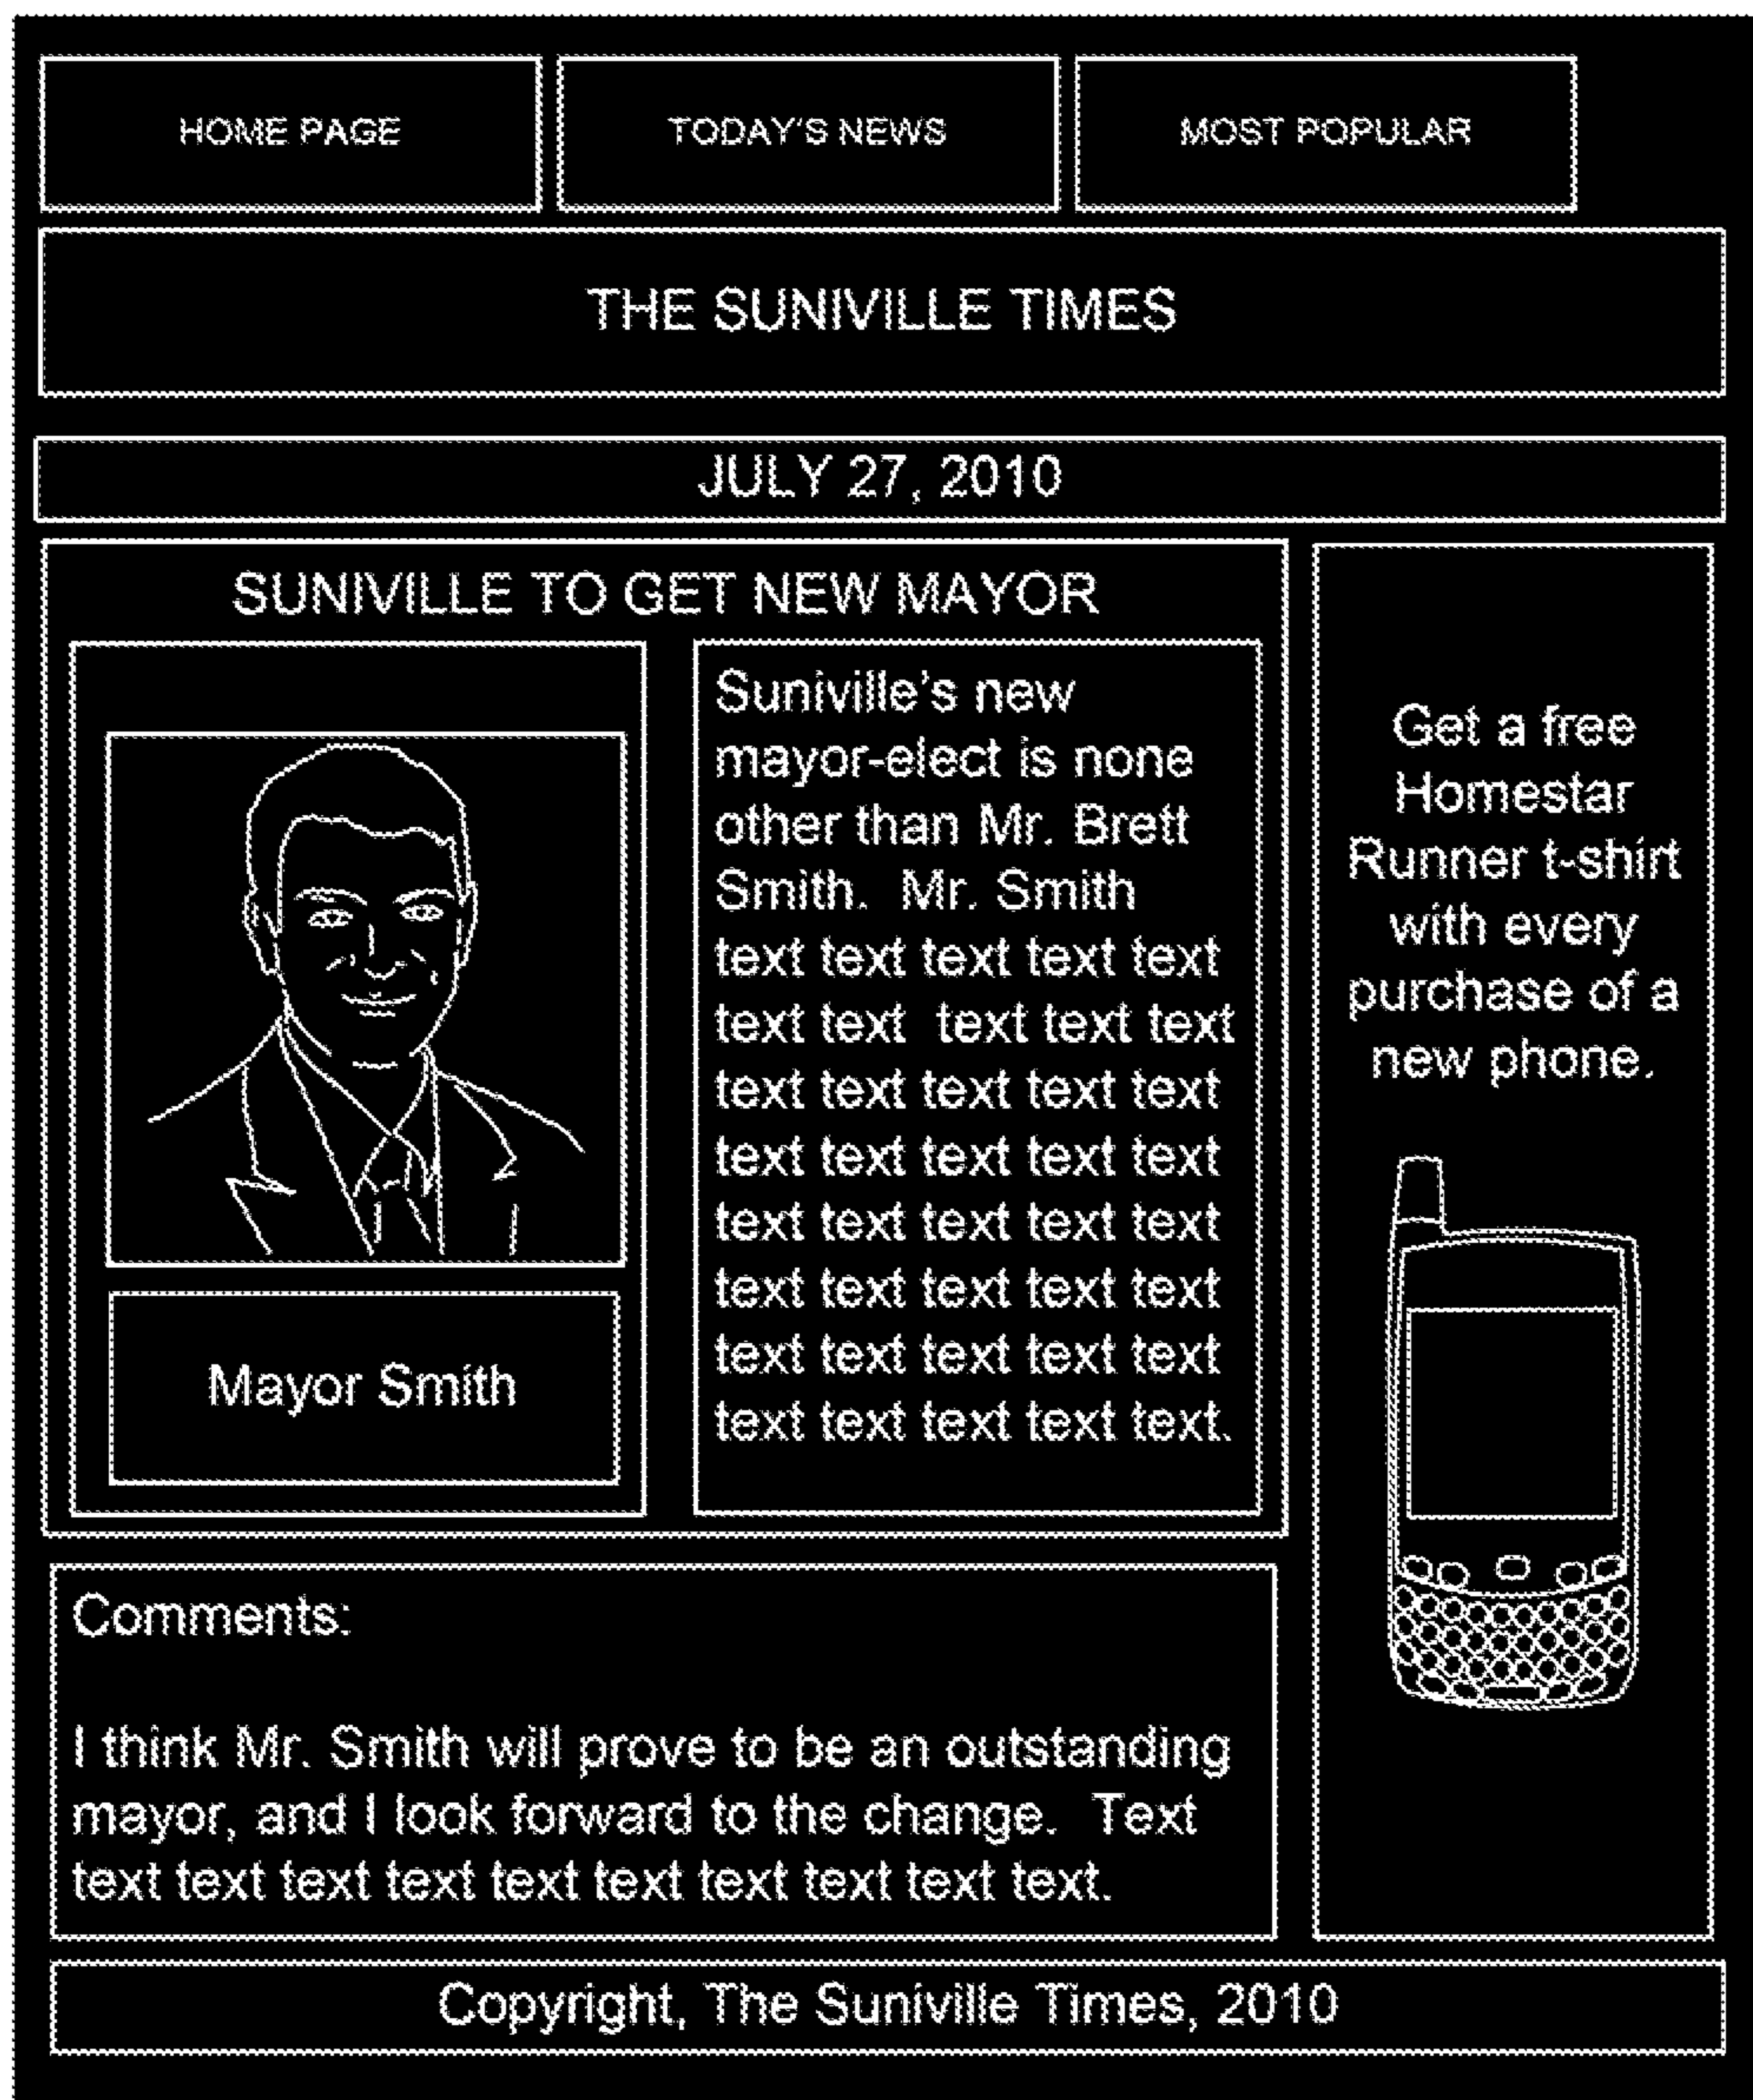 HOME PAGE
TODAY'S NEWS
MOST POPULAR
THE SUNIVILLE TIMES
JULY 27, 2010
SUNIVILLE TO GET NEW MAYOR
Mayor Smith
Suniville's new
mayor-elect is none
other than Mr. Brett
Smith.  Mr. Smith
text text text text text
text text  text text text
text text text text text
text text text text text
text text text text text
text text text text text
text text text text text
text text text text text.
Get a free
Homestar
Runner t-shirt
with every
purchase of a
new phone.
Comments:
I think Mr. Smith will prove to be an outstanding
mayor, and I look forward to the change.  Text
text text text text text text text text text text.
Copyright, The Suniville Times, 2010